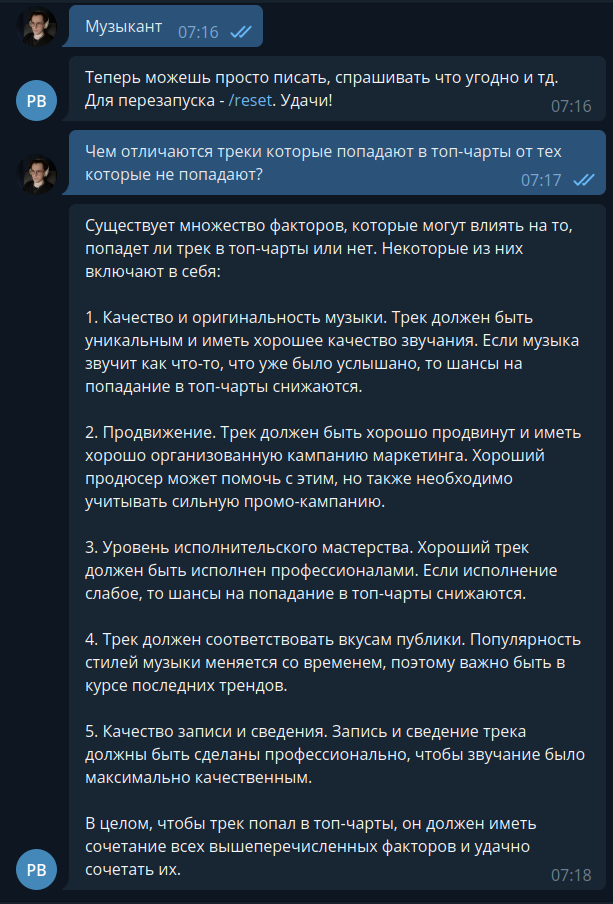 Музыкант
07:16
РВ
Теперь можешь просто писать, спрашивать что угодно и тд.
Для перезапуска - /reset. Удачи!
07:16
Чем отличаются треки которые попадают в топ-чарты от тех
которые не попадают?
07:17
Существует множество факторов, которые могут влиять на то,
попадет ли трек в топ-чарты или нет. Некоторые из них
включают в себя:
1. Качество и оригинальность музыки. Трек должен быть
уникальным и иметь хорошее качество звучания. Если музыка
звучит как что-то, что уже было услышано, то шансы на
попадание в топ-чарты снижаются.
2. Продвижение. Трек должен быть хорошо продвинут и иметь
хорошо организованную кампанию маркетинга. Хороший
продюсер может помочь с этим, но также необходимо
учитывать сильную промо-кампанию.
3. Уровень исполнительского мастерства. Хороший трек
должен быть исполнен профессионалами. Если исполнение
слабое, то шансы на попадание в топ-чарты снижаются.
4. Трек должен соответствовать вкусам публики. Популярность
стилей музыки меняется со временем, поэтому важно быть в
курсе последних трендов.
5. Качество записи и сведения. Запись и сведение трека
должны быть сделаны профессионально, чтобы звучание было
максимально качественным.
В целом, чтобы трек попал в топ-чарты, он должен иметь
сочетание всех вышеперечисленных факторов и удачно
сочетать их.
РВ
07:18